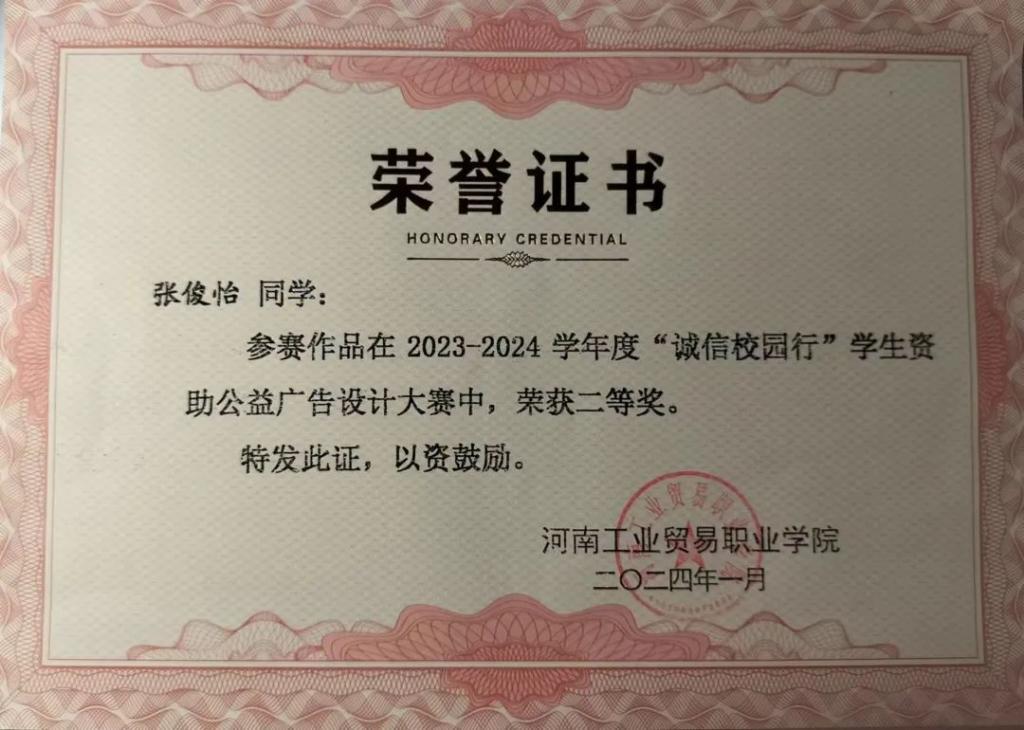 荣誉证书
HONORARY CREDENTIAL
张俊怡 同学：
参赛作品在 2023-2024 学年度“诚信校园行”学生资
助公益广告设计大赛中，荣获二等奖。
特发此证，以资鼓励。
河南工业贸易职业学院
二〇二四年一月